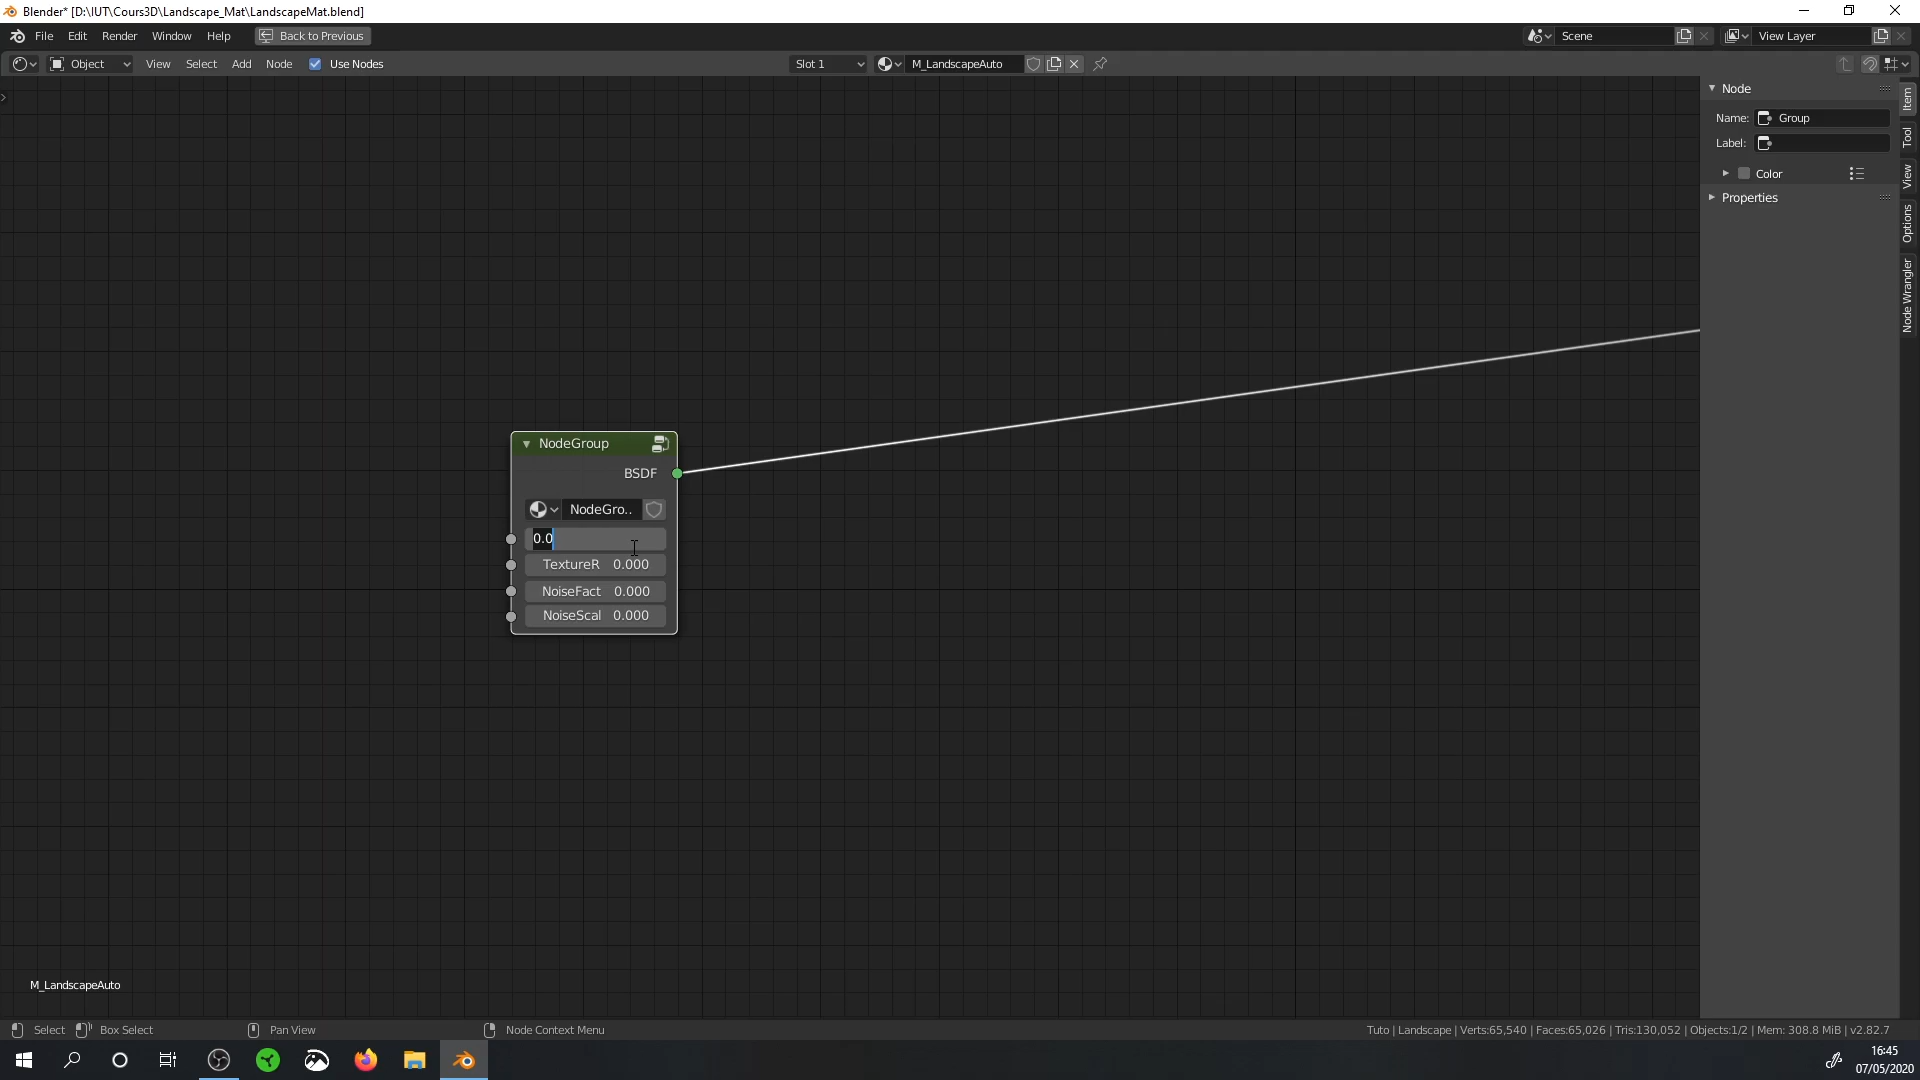 Blender* [D:\IUT\Cours3D\Landscape_Mat\LandscapeMat.blend]
File Edit Render Window Help Back to Previous Scene View Layer
Object View Select Add Node Use Nodes Slot 1 M_LandscapeAuto
Node
Name: Group
Label:
Color
Properties
Item
Tool
View
Options
Node Wrangler
NodeGroup
BSDF
NodeGro..
0.0
TextureR 0.000
NoiseFact 0.000
NoiseScal 0.000
M_LandscapeAuto
Select Box Select Pan View Node Context Menu Tuto | Landscape | Verts:65,540 | Faces:65,026 | Tris:130,052 | Objects:1/2 | Mem: 308.8 MiB | v2.82.7
16:45
07/05/2020